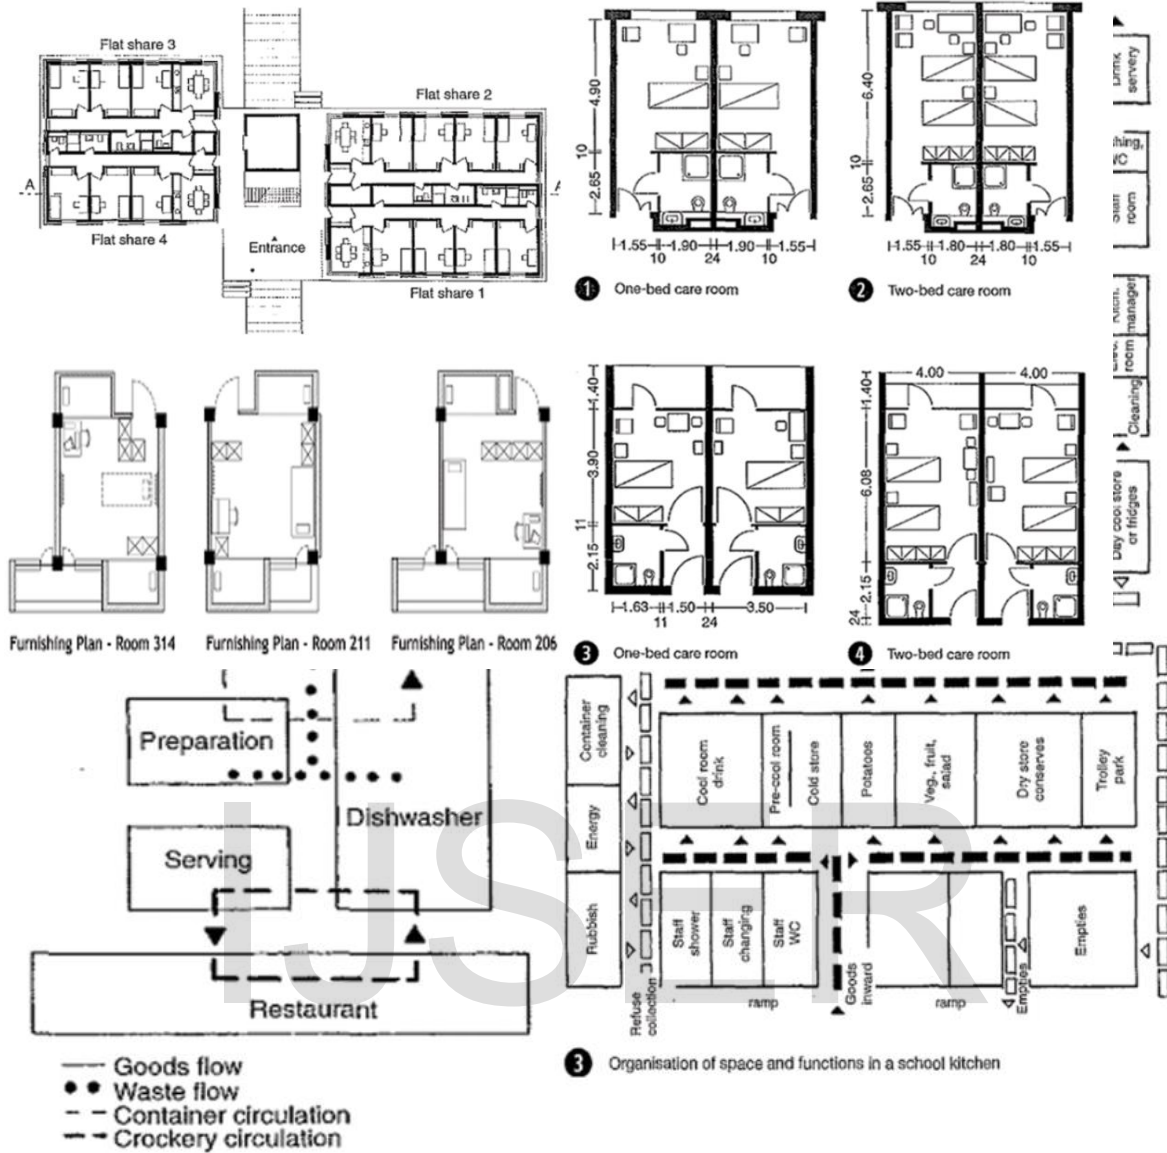 Flat share 3
Flat share 2
A
A
Entrance
Flat share 4
Flat share 1
4.90
10
2.65
1.55
1.90
1.90
1.55
10
24
10
1 One-bed care room
6.40
10
2.65
1.55
1.80
1.80
1.55
10
24
10
2 Two-bed care room
servery
WC
room
manager
room
Cleaning
Day cool store
or fridges
Furnishing Plan - Room 314
Furnishing Plan - Room 211
Furnishing Plan - Room 206
1.40
3.90
11
2.15
1.63
1.50
3.50
11
24
3 One-bed care room
4.00
4.00
1.40
6.08
2.15
24
4 Two-bed care room
Preparation
Dishwasher
Serving
Restaurant
Goods flow
Waste flow
Container circulation
Crockery circulation
Container
cleaning
Energy
Rubbish
Refuse
collection
Cool room
drink
Pre-cool room
Cold store
Potatoes
Veg., fruit,
salad
Dry store
conserves
Trolley
park
Staff
shower
Staff
changing
Staff
WC
Goods
inward
Empties
Empties
ramp
ramp
3 Organisation of space and functions in a school kitchen
IJSER